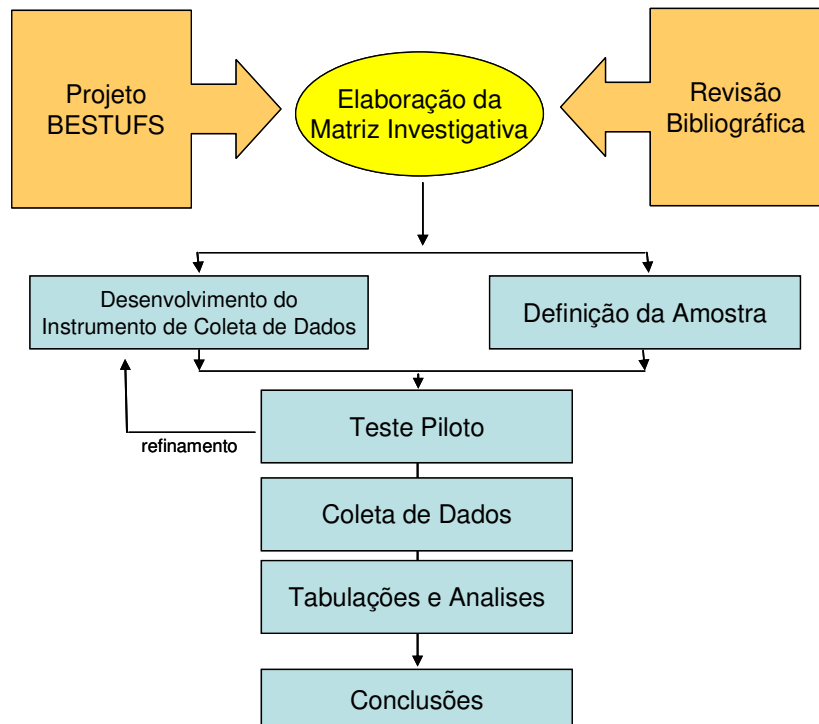 Projeto
BESTUFS
Elaboração da
Matriz Investigativa
Revisão
Bibliográfica
Desenvolvimento do
Instrumento de Coleta de Dados
Definição da Amostra
Teste Piloto
refinamento
Coleta de Dados
Tabulações e Analises
Conclusões